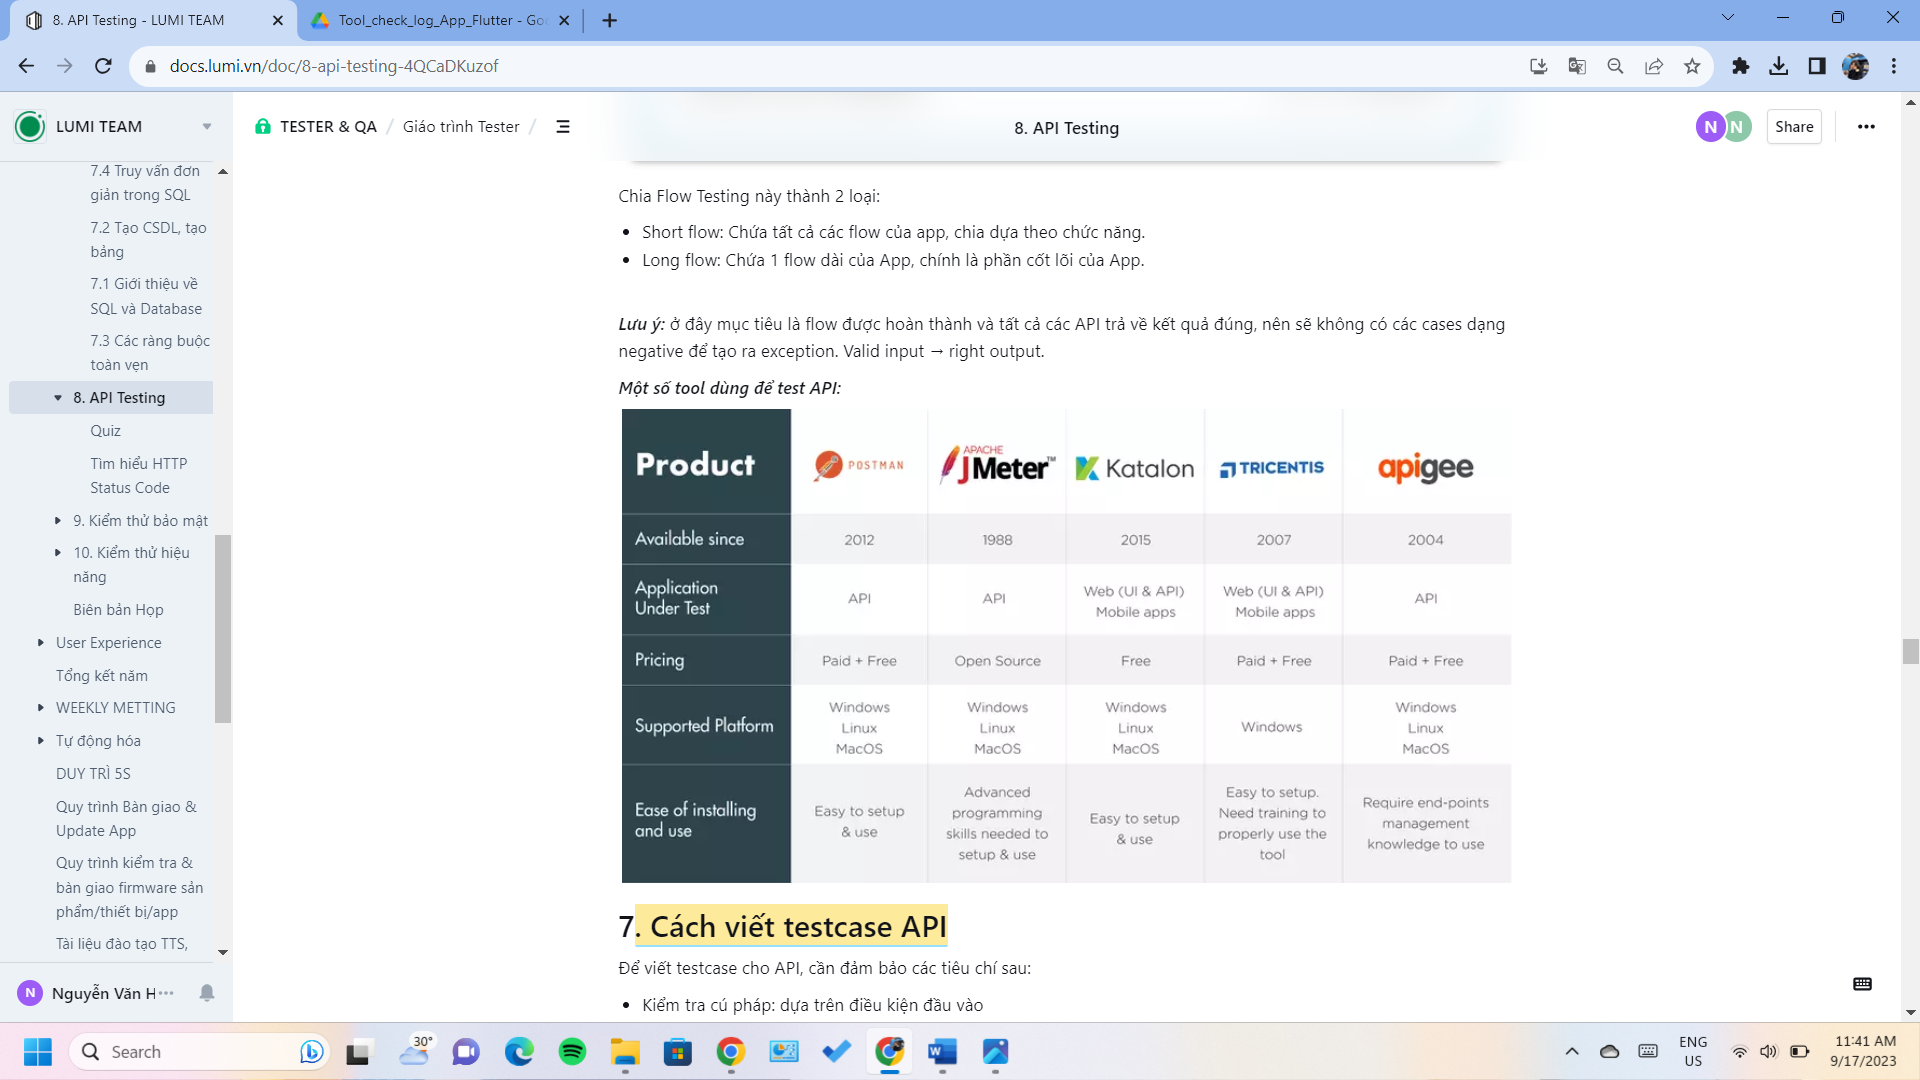 8. API Testing - LUMI TEAM
Tool_check_log_App_Flutter - Goo
docs.lumi.vn/doc/8-api-testing-4QCaDKuzof
LUMI TEAM
TESTER & QA / Giáo trình Tester /
8. API Testing
N N Share
7.4 Truy vấn đơn
giản trong SQL
7.2 Tạo CSDL, tạo
bảng
7.1 Giới thiệu về
SQL và Database
7.3 Các ràng buộc
toàn vẹn
8. API Testing
Quiz
Tìm hiểu HTTP
Status Code
9. Kiểm thử bảo mật
10. Kiểm thử hiệu
năng
Biên bản Họp
User Experience
Tổng kết năm
WEEKLY METTING
Tự động hóa
DUY TRÌ 5S
Quy trình Bàn giao &
Update App
Quy trình kiểm tra &
bàn giao firmware sản
phẩm/thiết bị/app
Tài liệu đào tạo TTS,
N Nguyễn Văn H
Chia Flow Testing này thành 2 loại:
• Short flow: Chứa tất cả các flow của app, chia dựa theo chức năng.
• Long flow: Chứa 1 flow dài của App, chính là phần cốt lõi của App.
Lưu ý: ở đây mục tiêu là flow được hoàn thành và tất cả các API trả về kết quả đúng, nên sẽ không có các cases dạng
negative để tạo ra exception. Valid input → right output.
Một số tool dùng để test API:
Product POSTMAN APACHE JMeter™ Katalon TRICENTIS apigee
Available since 2012 1988 2015 2007 2004
Application Under Test API API Web (UI & API) Mobile apps Web (UI & API) Mobile apps API
Pricing Paid + Free Open Source Free Paid + Free Paid + Free
Supported Platform Windows Linux MacOS Windows Linux MacOS Windows Linux MacOS Windows Windows Linux MacOS
Ease of installing and use Easy to setup & use Advanced programming skills needed to setup & use Easy to setup & use Easy to setup. Need training to properly use the tool Require end-points management knowledge to use
7. Cách viết testcase API
Để viết testcase cho API, cần đảm bảo các tiêu chí sau:
• Kiểm tra cú pháp: dựa trên điều kiện đầu vào
Search
30°
ENG
US
11:41 AM
9/17/2023